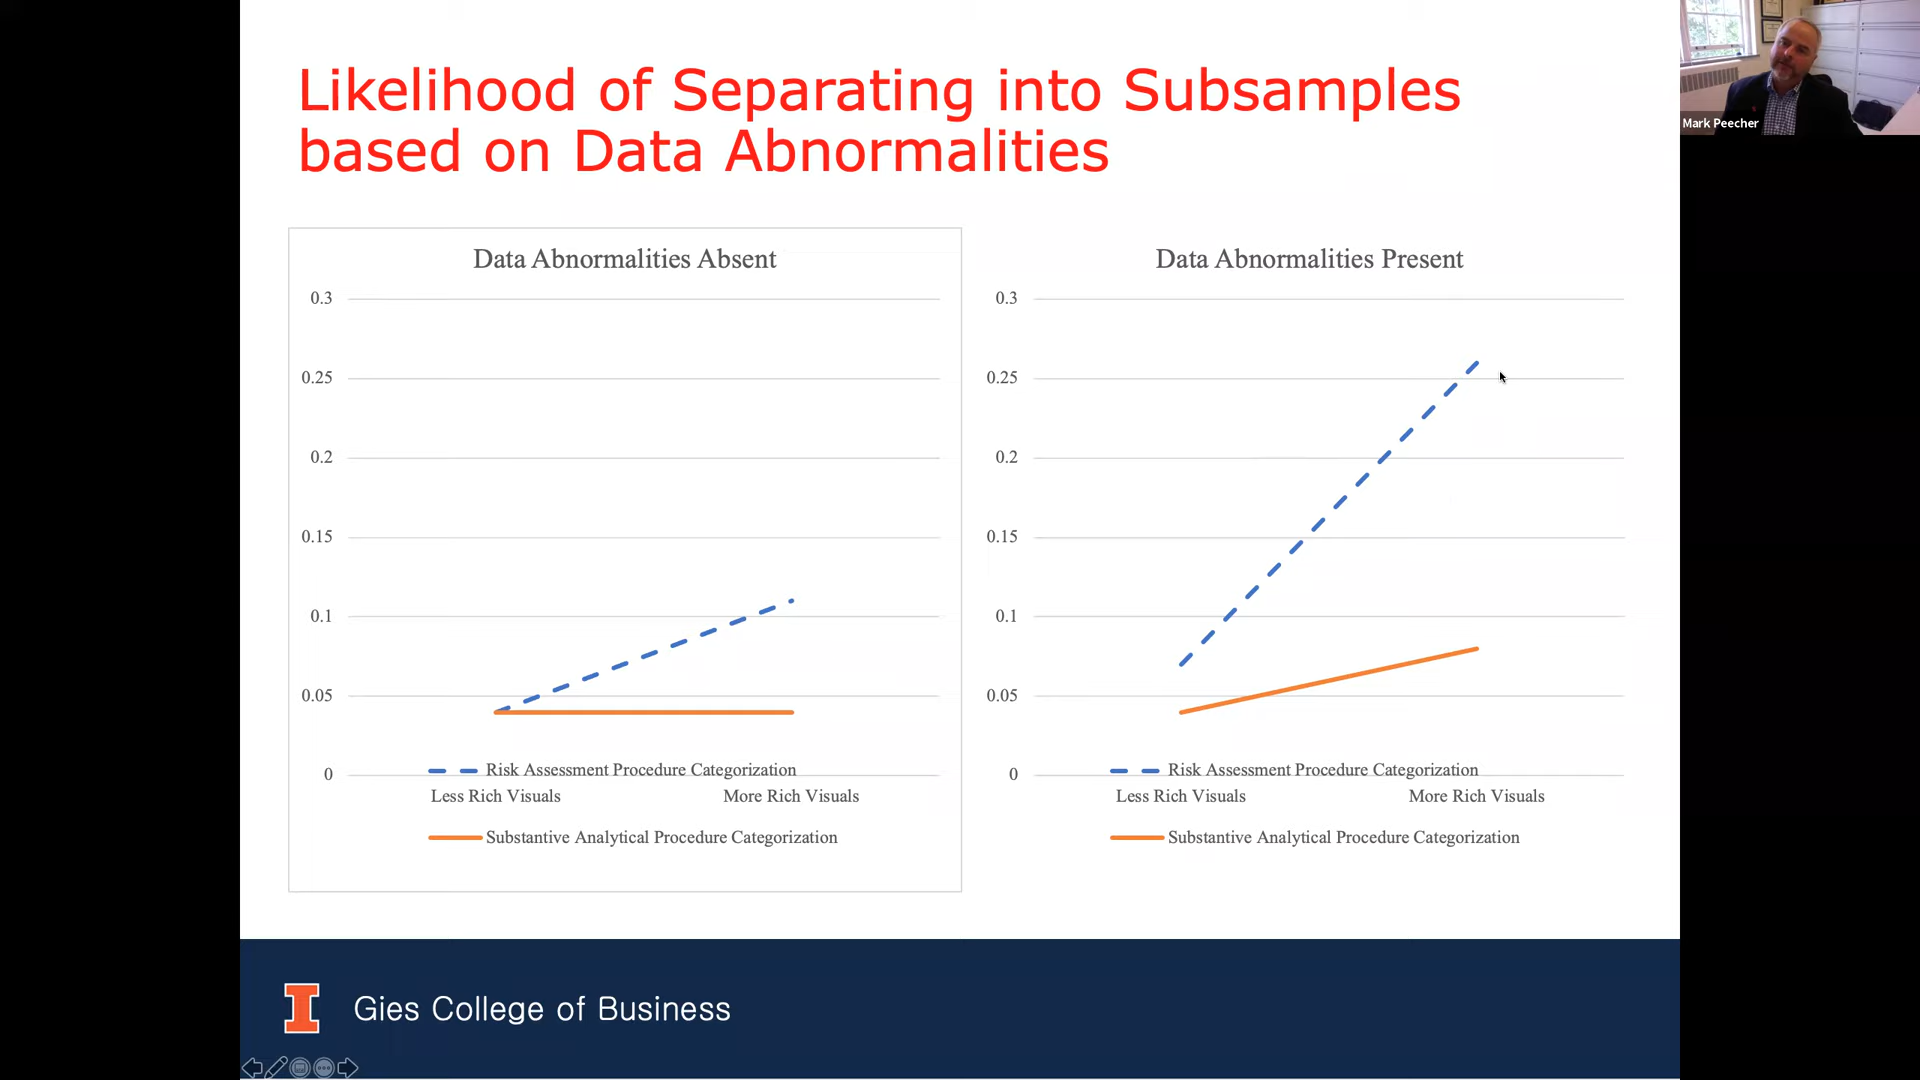 Likelihood of Separating into Subsamples
based on Data Abnormalities
Mark Peecher
Data Abnormalities Absent
0.3
0.25
0.2
0.15
0.1
0.05
0
Risk Assessment Procedure Categorization
Less Rich Visuals
More Rich Visuals
Substantive Analytical Procedure Categorization
Data Abnormalities Present
0.3
0.25
0.2
0.15
0.1
0.05
0
Risk Assessment Procedure Categorization
Less Rich Visuals
More Rich Visuals
Substantive Analytical Procedure Categorization
I
Gies College of Business